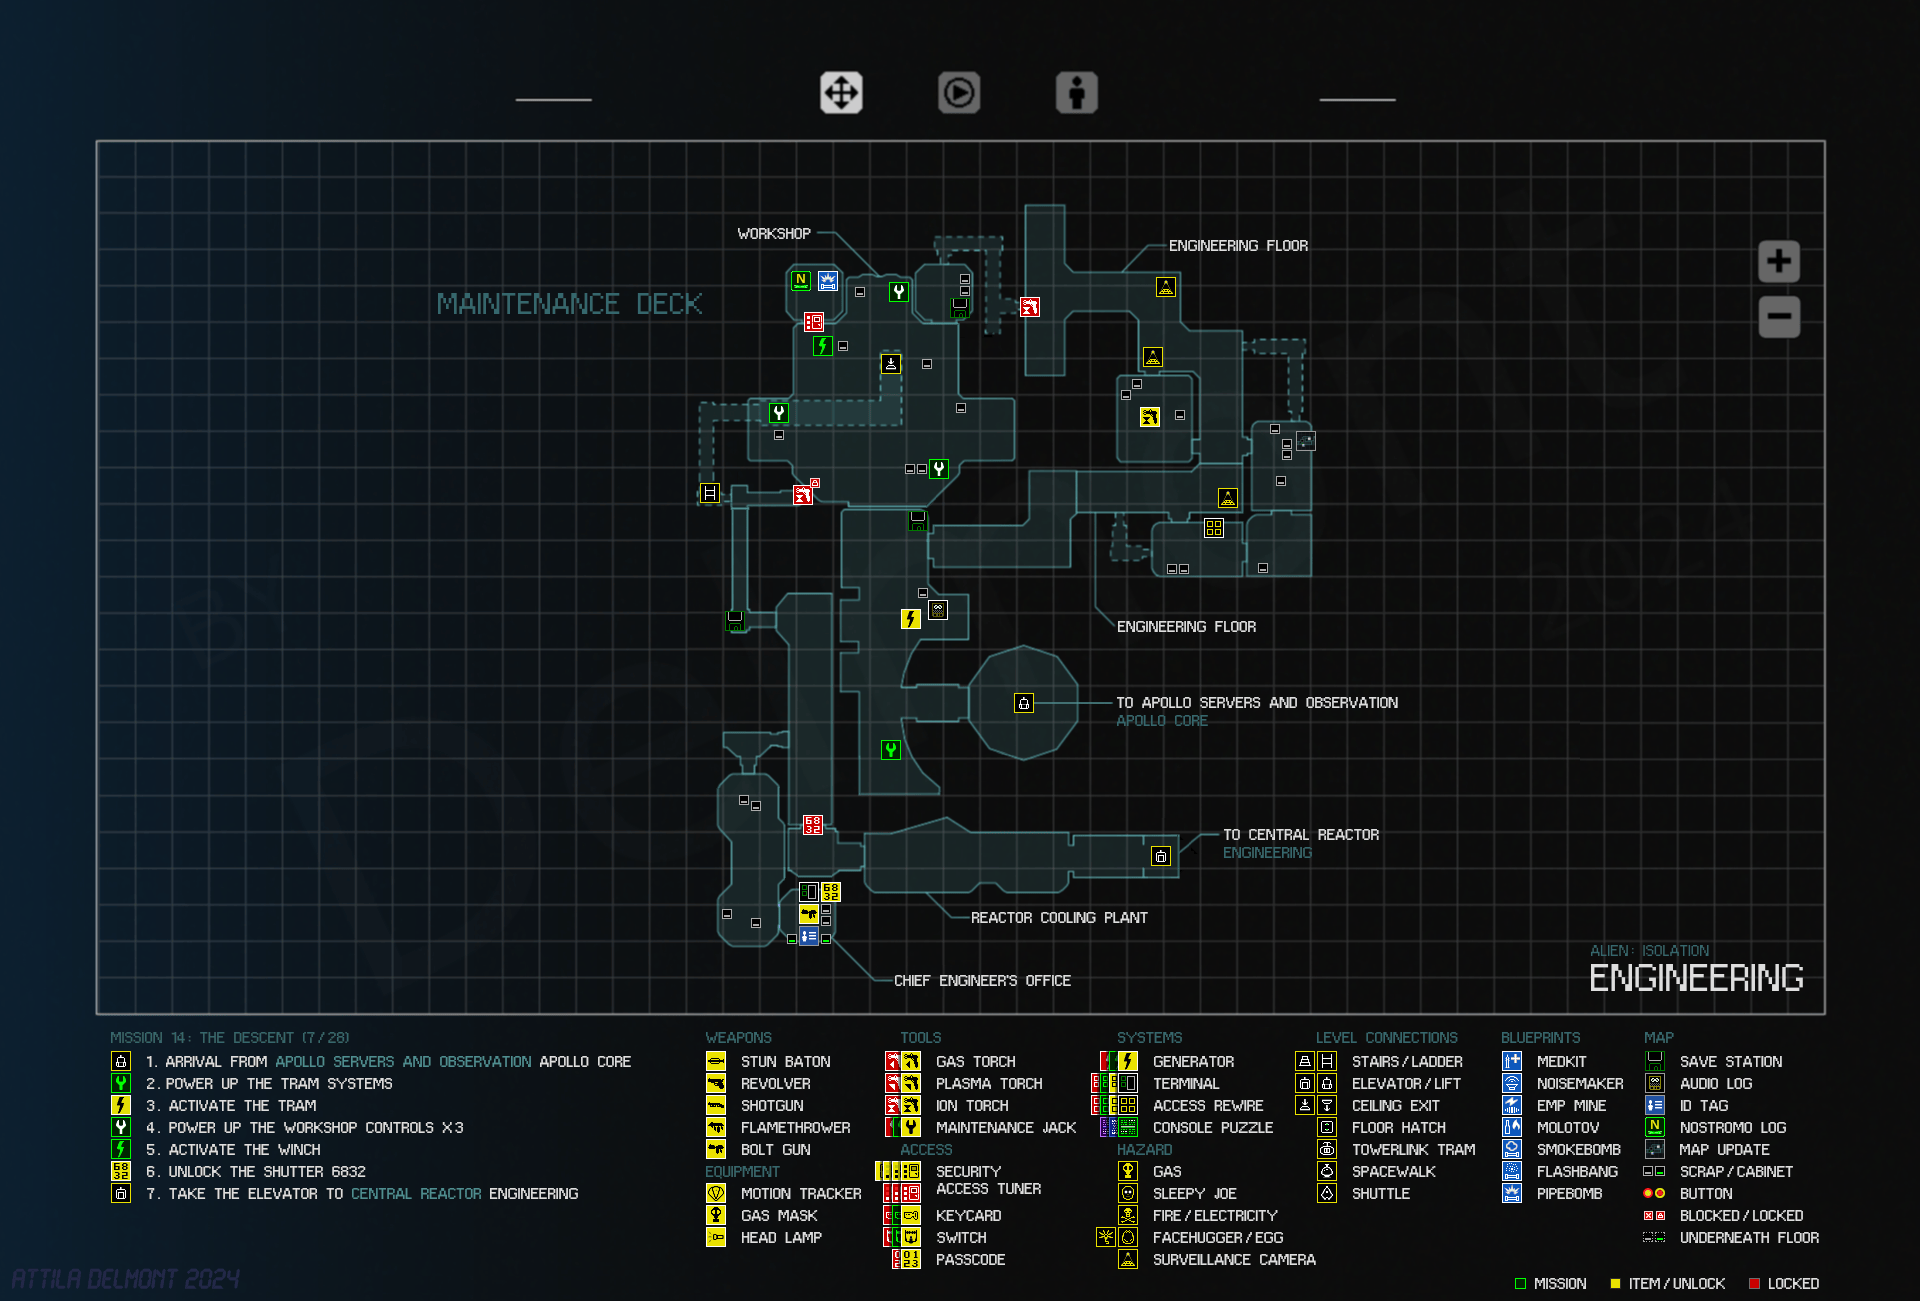 WORKSHOP
ENGINEERING FLOOR
MAINTENANCE DECK
N
68
32
ENGINEERING FLOOR
TO APOLLO SERVERS AND OBSERVATION
APOLLO CORE
TO CENTRAL REACTOR
ENGINEERING
68
32
REACTOR COOLING PLANT
CHIEF ENGINEER'S OFFICE
ALIEN: ISOLATION
ENGINEERING
MISSION 14: THE DESCENT (7/28)
1. ARRIVAL FROM APOLLO SERVERS AND OBSERVATION APOLLO CORE
2. POWER UP THE TRAM SYSTEMS
3. ACTIVATE THE TRAM
4. POWER UP THE WORKSHOP CONTROLS X3
5. ACTIVATE THE WINCH
68
32
6. UNLOCK THE SHUTTER 6832
7. TAKE THE ELEVATOR TO CENTRAL REACTOR ENGINEERING
WEAPONS
STUN BATON
REVOLVER
SHOTGUN
FLAMETHROWER
BOLT GUN
EQUIPMENT
MOTION TRACKER
GAS MASK
HEAD LAMP
TOOLS
GAS TORCH
PLASMA TORCH
ION TORCH
MAINTENANCE JACK
ACCESS
SECURITY
ACCESS TUNER
KEYCARD
SWITCH
01
23
PASSCODE
SYSTEMS
GENERATOR
TERMINAL
ACCESS REWIRE
CONSOLE PUZZLE
HAZARD
GAS
SLEEPY JOE
FIRE/ELECTRICITY
FACEHUGGER/EGG
SURVEILLANCE CAMERA
LEVEL CONNECTIONS
STAIRS/LADDER
ELEVATOR/LIFT
CEILING EXIT
FLOOR HATCH
TOWERLINK TRAM
SPACEWALK
SHUTTLE
BLUEPRINTS
MEDKIT
NOISEMAKER
EMP MINE
MOLOTOV
SMOKEBOMB
FLASHBANG
PIPEBOMB
MAP
SAVE STATION
AUDIO LOG
ID TAG
N
NOSTROMO LOG
MAP UPDATE
SCRAP/CABINET
BUTTON
BLOCKED/LOCKED
UNDERNEATH FLOOR
MISSION
ITEM/UNLOCK
LOCKED
ATTILA DELMONT 2024